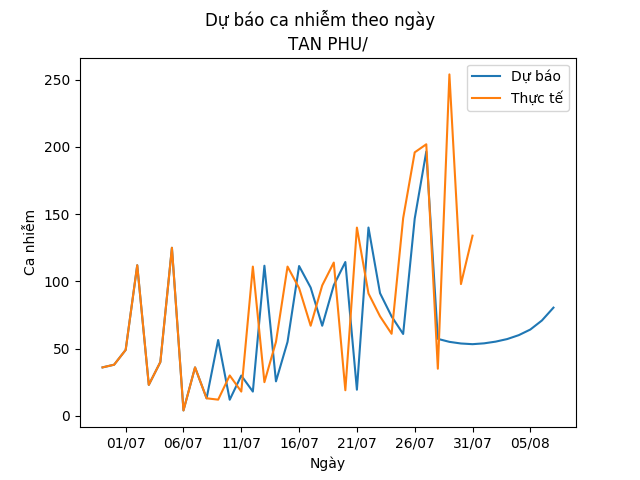 Dự báo ca nhiễm theo ngày
TAN PHU/
Dự báo
Thực tế
250
200
150
100
50
0
Ca nhiễm
01/07 06/07 11/07 16/07 21/07 26/07 31/07 05/08
Ngày